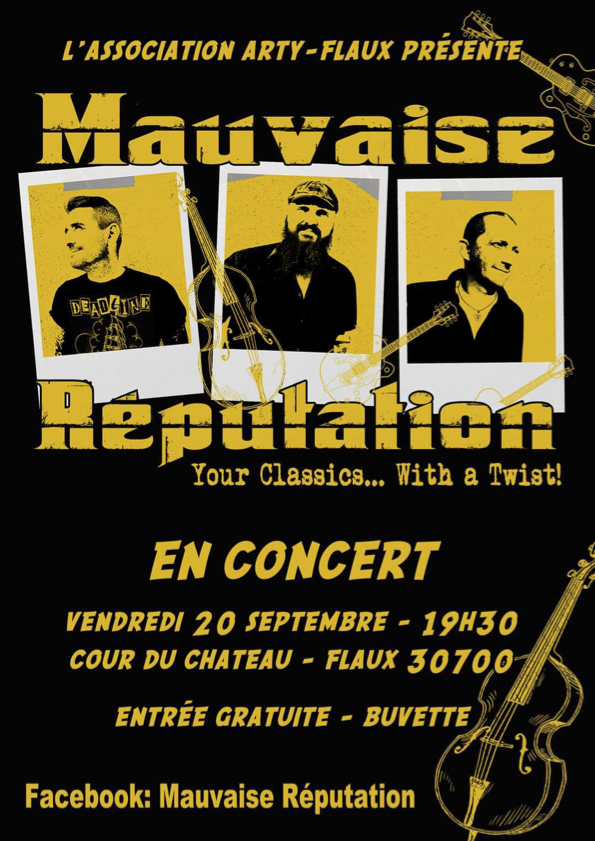 L'ASSOCIATION ARTY-FLAUX PRÉSENTE
Mauvaise
DEADLINE
Réputation
Your Classics... With a Twist!
EN CONCERT
VENDREDI 20 SEPTEMBRE - 19H30
COUR DU CHATEAU - FLAUX 30700
ENTRÉE GRATUITE - BUVETTE
Facebook: Mauvaise Réputation